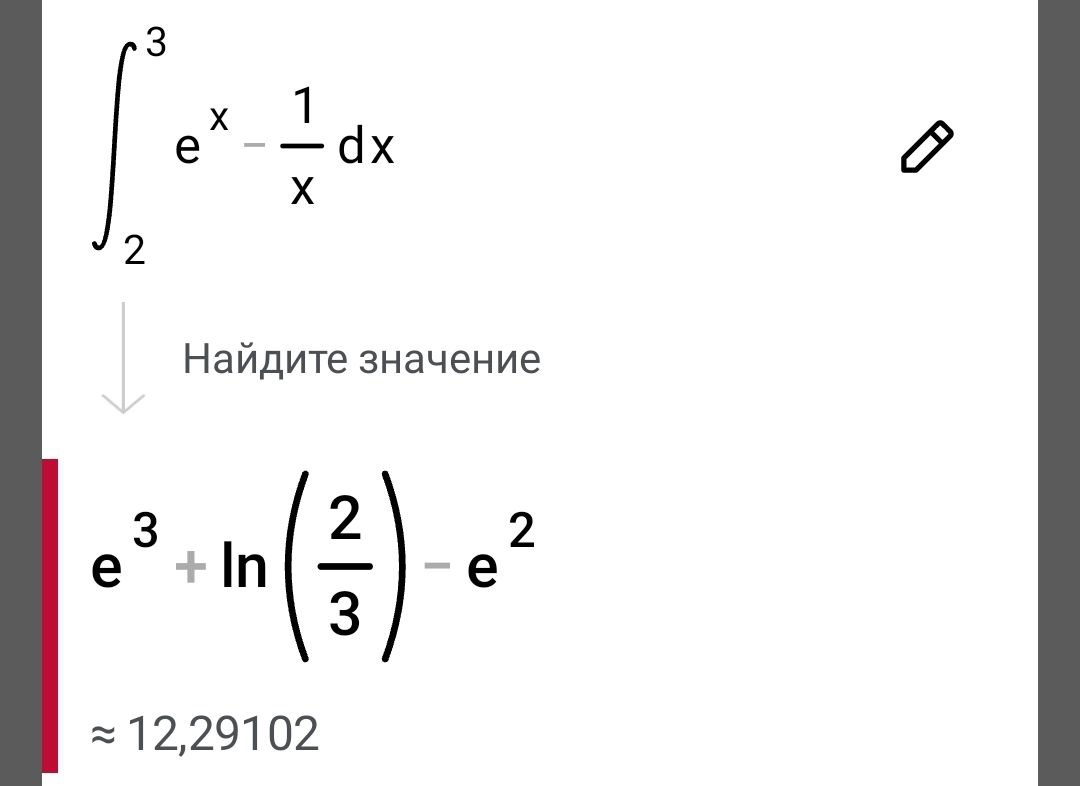 ∫₂³ eˣ − 1/x dx
Найдите значение
e³ + ln(2/3) − e²
≈ 12,29102